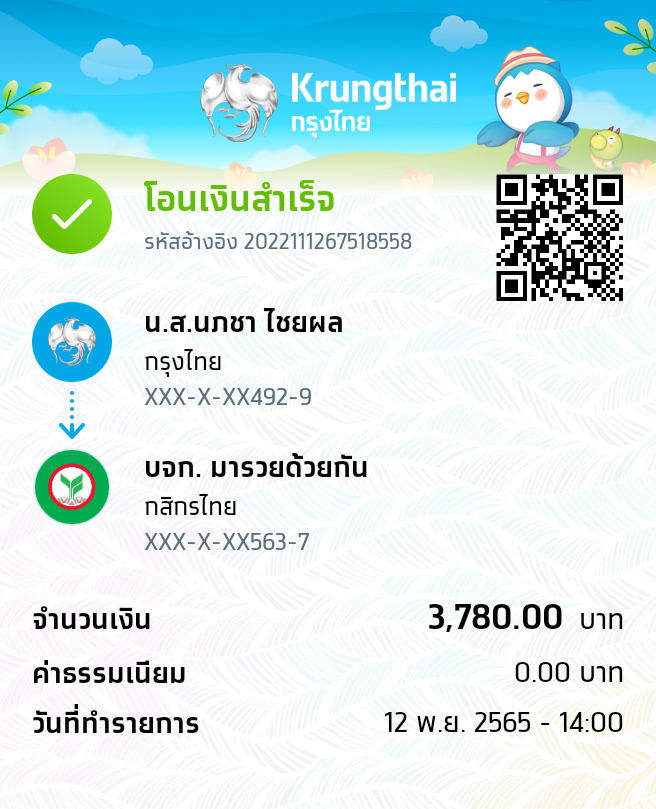 Krungthai
กรุงไทย
โอนเงินสำเร็จ
รหัสอ้างอิง 2022111267518558
น.ส.นภชา ไชยผล
กรุงไทย
XXX-X-XX492-9
บจก. มารวยด้วยกัน
กสิกรไทย
XXX-X-XX563-7
จำนวนเงิน 3,780.00 บาท
ค่าธรรมเนียม 0.00 บาท
วันที่ทำรายการ 12 พ.ย. 2565 - 14:00